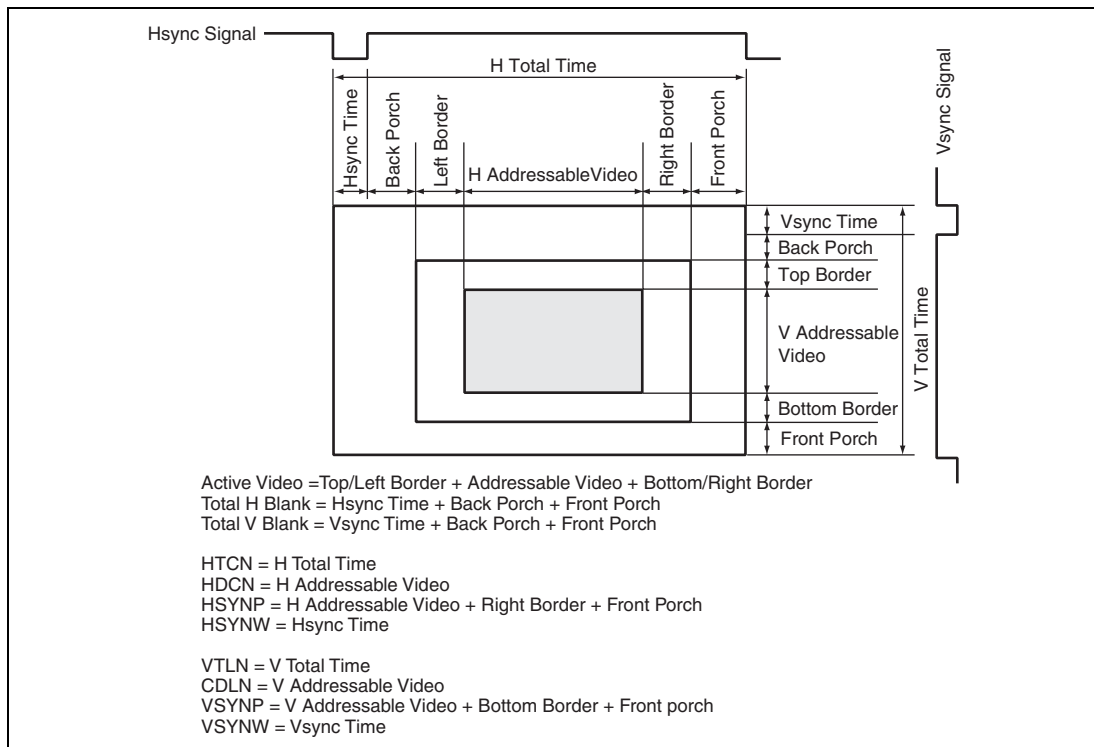 Hsync Signal
H Total Time
Hsync Time
Back Porch
Left Border
H AddressableVideo
Right Border
Front Porch
Vsync Signal
Vsync Time
Back Porch
Top Border
V Addressable
Video
Bottom Border
Front Porch
V Total Time
Active Video =Top/Left Border + Addressable Video + Bottom/Right Border
Total H Blank = Hsync Time + Back Porch + Front Porch
Total V Blank = Vsync Time + Back Porch + Front Porch
HTCN = H Total Time
HDCN = H Addressable Video
HSYNP = H Addressable Video + Right Border + Front Porch
HSYNW = Hsync Time
VTLN = V Total Time
CDLN = V Addressable Video
VSYNP = V Addressable Video + Bottom Border + Front porch
VSYNW = Vsync Time